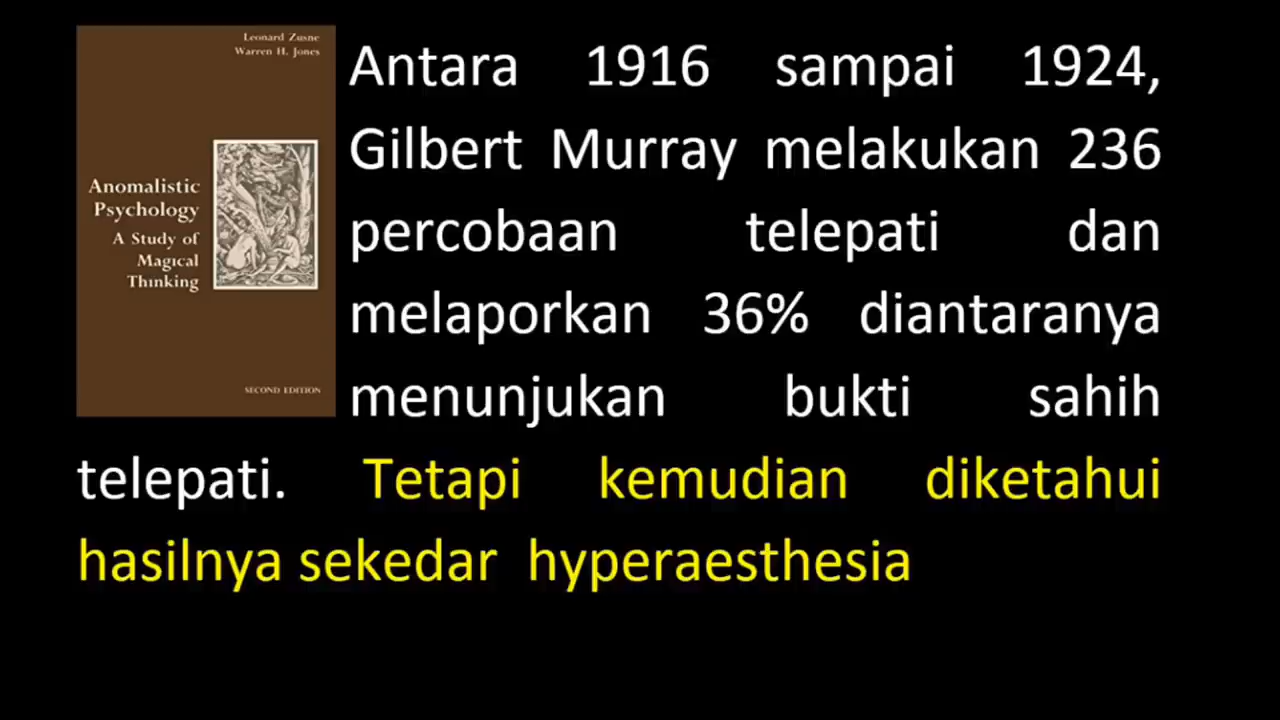 Leonard Zusne
Warren H. Jones
Anomalistic
Psychology
A Study of
Magical
Thinking
SECOND EDITION
Antara 1916 sampai 1924,
Gilbert Murray melakukan 236
percobaan telepati dan
melaporkan 36% diantaranya
menunjukan bukti sahih
telepati. Tetapi kemudian diketahui
hasilnya sekedar hyperaesthesia